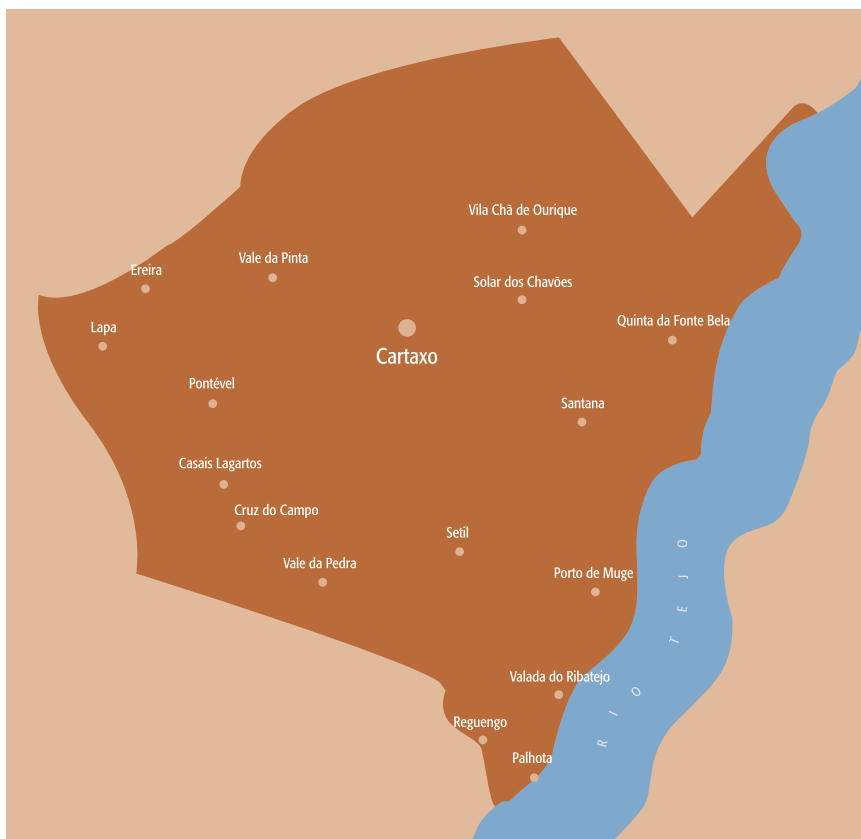 Vila Chã de Ourique
Vale da Pinta
Ereira
Solar dos Chavões
Quinta da Fonte Bela
Lapa
Cartaxo
Pontével
Santana
Casais Lagartos
Cruz do Campo
Setil
Vale da Pedra
Porto de Muge
Valada do Ribatejo
Reguengo
Palhota
RIO TEJO